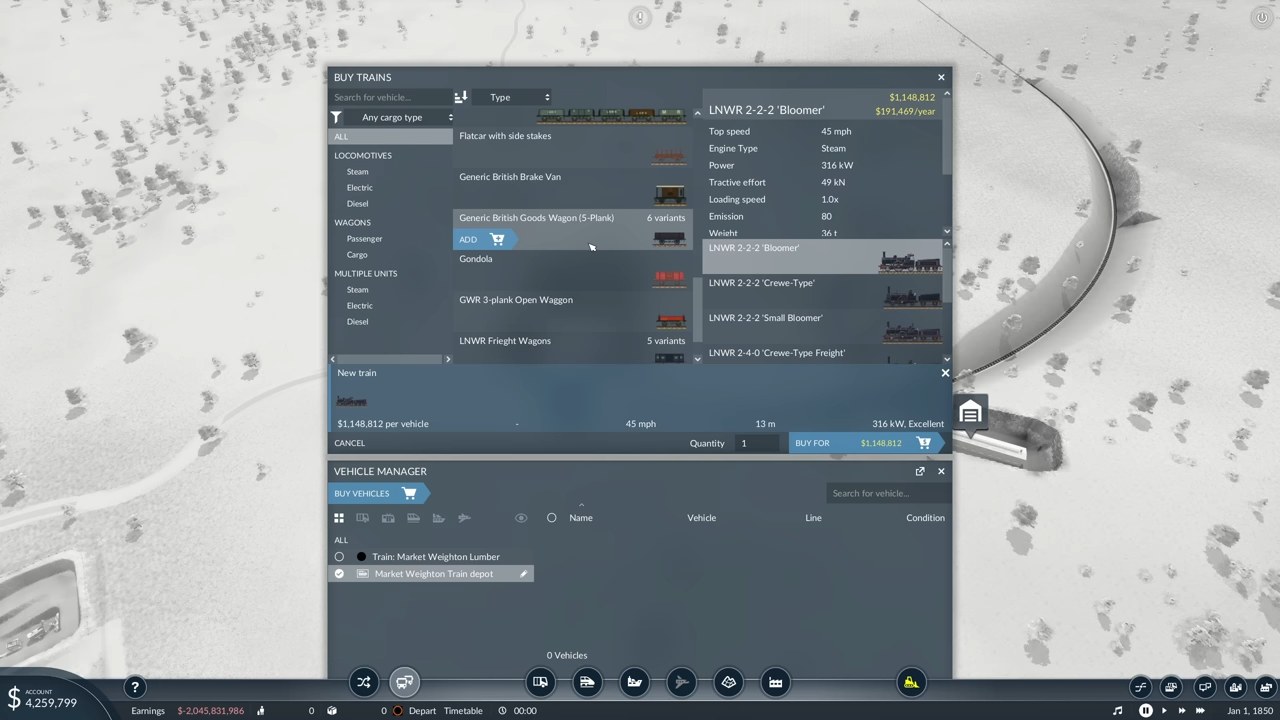 BUY TRAINS
Search for vehicle...
Type
Any cargo type
ALL
LOCOMOTIVES
Steam
Electric
Diesel
WAGONS
Passenger
Cargo
MULTIPLE UNITS
Steam
Electric
Diesel
Flatcar with side stakes
Generic British Brake Van
Generic British Goods Wagon (5-Plank) 6 variants
ADD
Gondola
GWR 3-plank Open Waggon
LNWR Frieght Wagons 5 variants
$1,148,812
LNWR 2-2-2 'Bloomer'
$191,469/year
Top speed 45 mph
Engine Type Steam
Power 316 kW
Tractive effort 49 kN
Loading speed 1.0x
Emission 80
Weight 36 t
LNWR 2-2-2 'Bloomer'
LNWR 2-2-2 'Crewe-Type'
LNWR 2-2-2 'Small Bloomer'
LNWR 2-4-0 'Crewe-Type Freight'
New train
$1,148,812 per vehicle - 45 mph 13 m 316 kW, Excellent
CANCEL Quantity 1 BUY FOR $1,148,812
VEHICLE MANAGER
BUY VEHICLES
Search for vehicle...
Name Vehicle Line Condition
ALL
Train: Market Weighton Lumber
Market Weighton Train depot
0 Vehicles
$ ACCOUNT
4,259,799
?
Earnings $-2,045,831,986 0 0 Depart Timetable 00:00
Jan 1, 1850